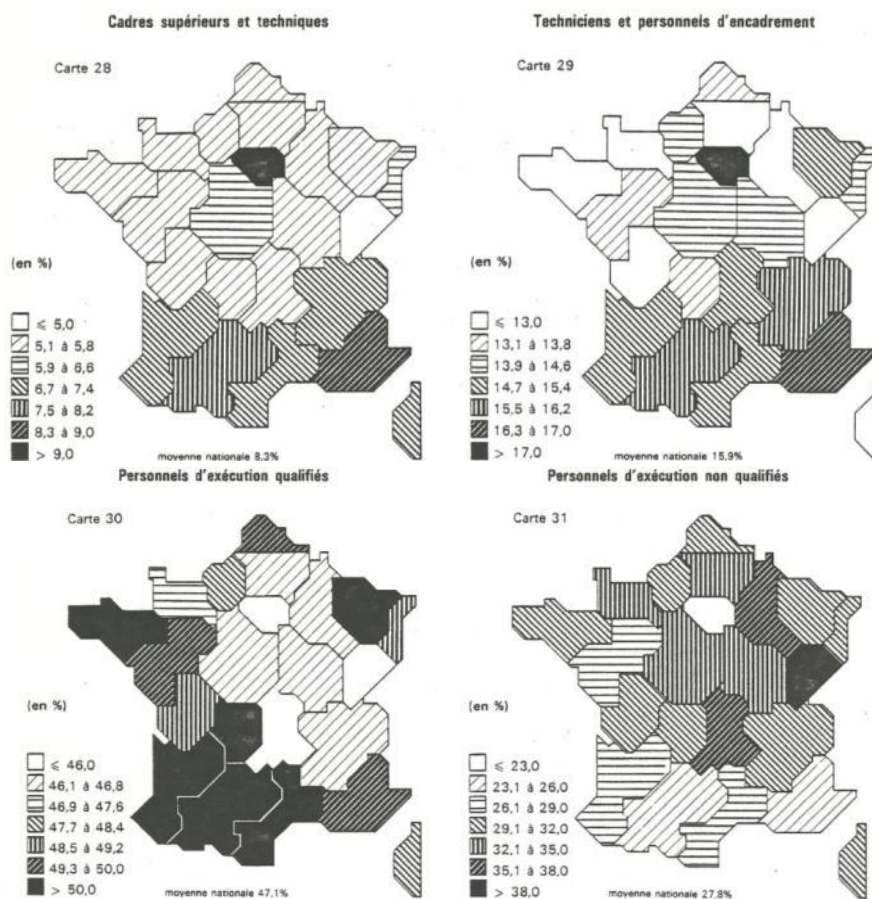 Cadres supérieurs et techniques
Carte 28
(en %)
⩽ 5,0
5,1 à 5,8
5,9 à 6,6
6,7 à 7,4
7,5 à 8,2
8,3 à 9,0
> 9,0
moyenne nationale 8,3%
Techniciens et personnels d'encadrement
Carte 29
(en %)
⩽ 13,0
13,1 à 13,8
13,9 à 14,6
14,7 à 15,4
15,5 à 16,2
16,3 à 17,0
> 17,0
moyenne nationale 15,9%
Personnels d'exécution qualifiés
Carte 30
(en %)
⩽ 46,0
46,1 à 46,8
46,9 à 47,6
47,7 à 48,4
48,5 à 49,2
49,3 à 50,0
> 50,0
moyenne nationale 47,1%
Personnels d'exécution non qualifiés
Carte 31
(en %)
⩽ 23,0
23,1 à 26,0
26,1 à 29,0
29,1 à 32,0
32,1 à 35,0
35,1 à 38,0
> 38,0
moyenne nationale 27,8%